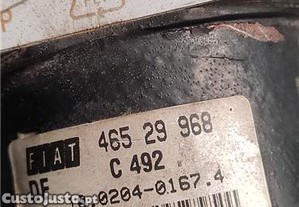 FIAT 465 29 968
C 492
DE
0204-0167.4
CustoJusto.pt